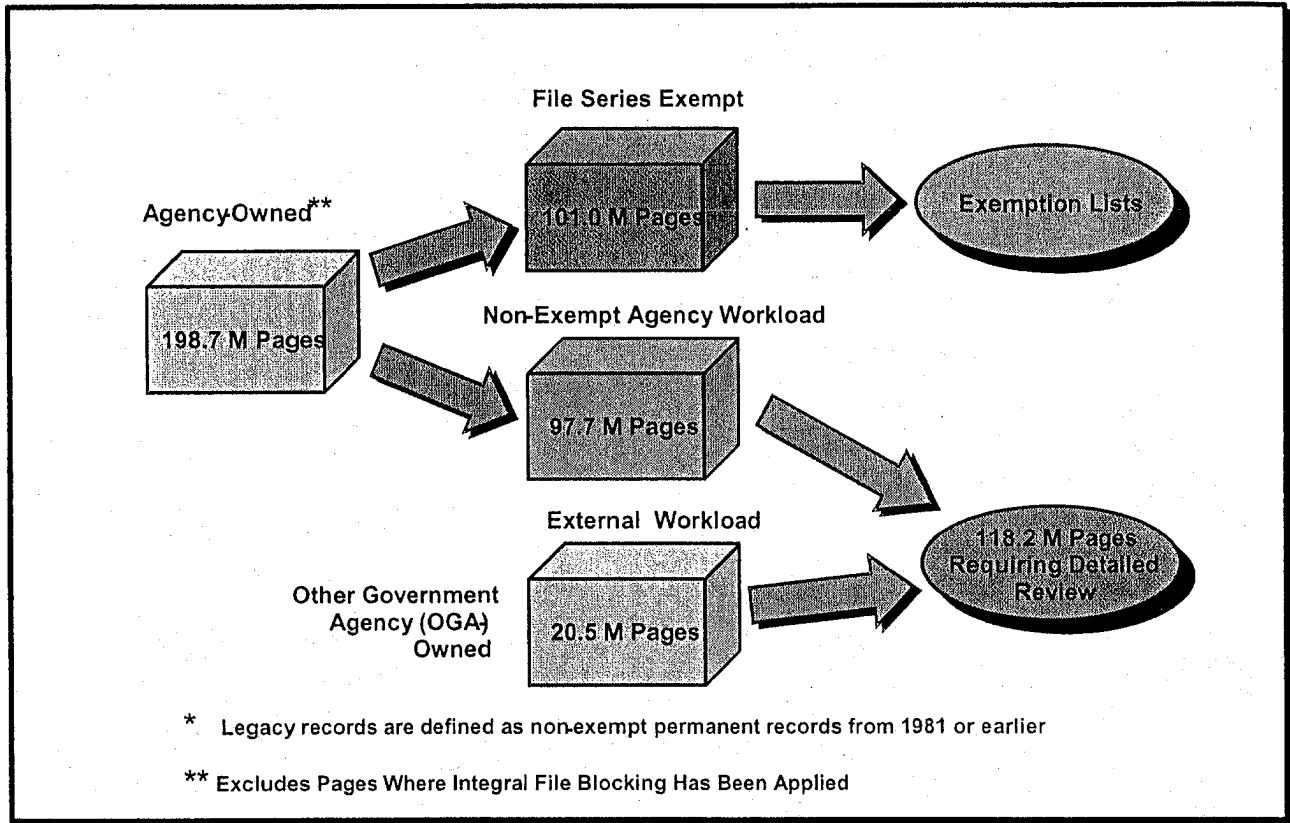 File Series Exempt
101.0 M Pages
Exemption Lists
Agency-Owned**
198.7 M Pages
Non-Exempt Agency Workload
97.7 M Pages
External Workload
Other Government
Agency (OGA)
Owned
20.5 M Pages
118.2 M Pages
Requiring Detailed
Review
* Legacy records are defined as non-exempt permanent records from 1981 or earlier
** Excludes Pages Where Integral File Blocking Has Been Applied